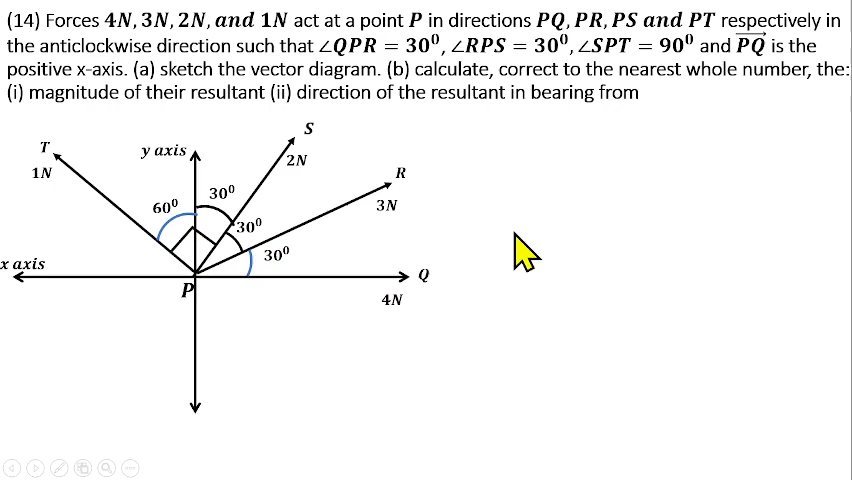 (14) Forces 4N, 3N, 2N, and 1N act at a point P in directions PQ, PR, PS and PT respectively in
the anticlockwise direction such that ∠QPR = 30⁰, ∠RPS = 30⁰, ∠SPT = 90⁰ and P͞Q⃗ is the
positive x-axis. (a) sketch the vector diagram. (b) calculate, correct to the nearest whole number, the:
(i) magnitude of their resultant (ii) direction of the resultant in bearing from
S
T
y axis
2N
1N
R
30⁰
60⁰
3N
30⁰
30⁰
x axis
Q
P
4N